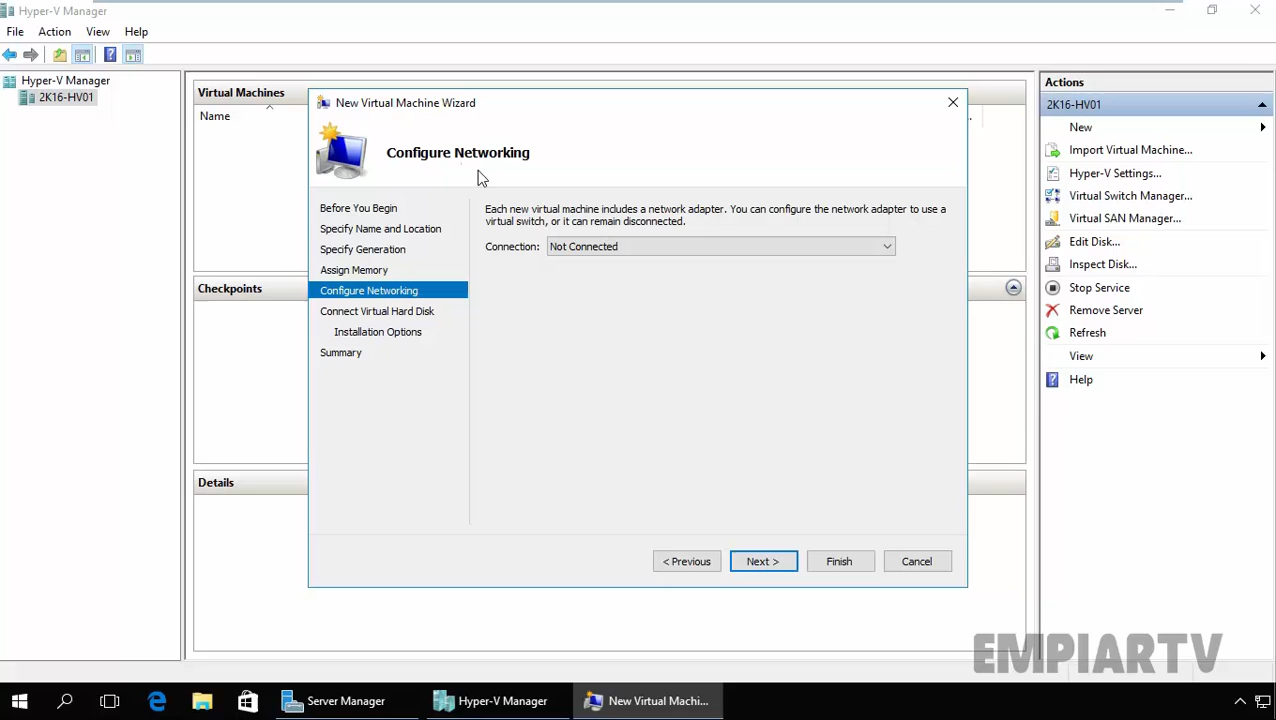 Hyper-V Manager
File Action View Help
Hyper-V Manager
2K16-HV01
Virtual Machines
Name
Checkpoints
Details
New Virtual Machine Wizard
Configure Networking
Before You Begin
Specify Name and Location
Specify Generation
Assign Memory
Configure Networking
Connect Virtual Hard Disk
Installation Options
Summary
Each new virtual machine includes a network adapter. You can configure the network adapter to use a
virtual switch, or it can remain disconnected.
Connection: Not Connected
< Previous Next > Finish Cancel
Actions
2K16-HV01
New
Import Virtual Machine...
Hyper-V Settings...
Virtual Switch Manager...
Virtual SAN Manager...
Edit Disk...
Inspect Disk...
Stop Service
Remove Server
Refresh
View
Help
EMPIARTV
Server Manager Hyper-V Manager New Virtual Machi...